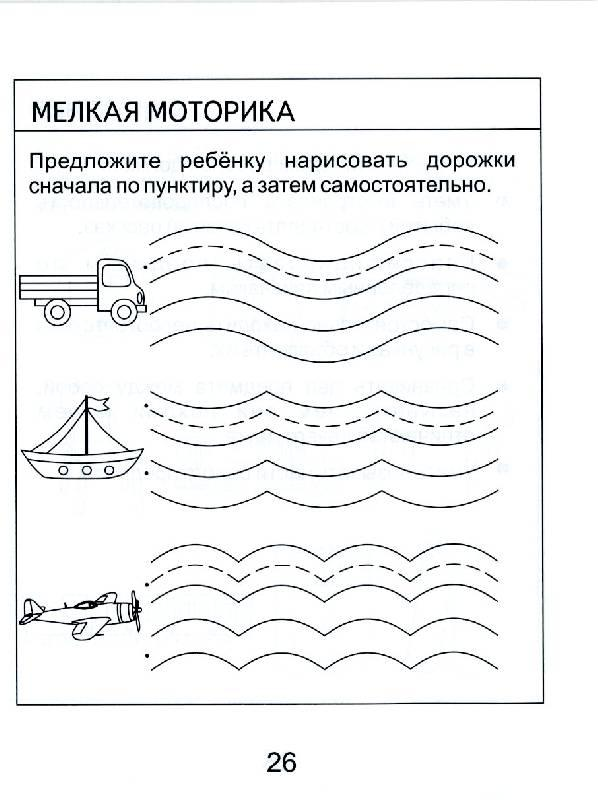 МЕЛКАЯ МОТОРИКА
Предложите ребёнку нарисовать дорожки
сначала по пунктиру, а затем самостоятельно.
26